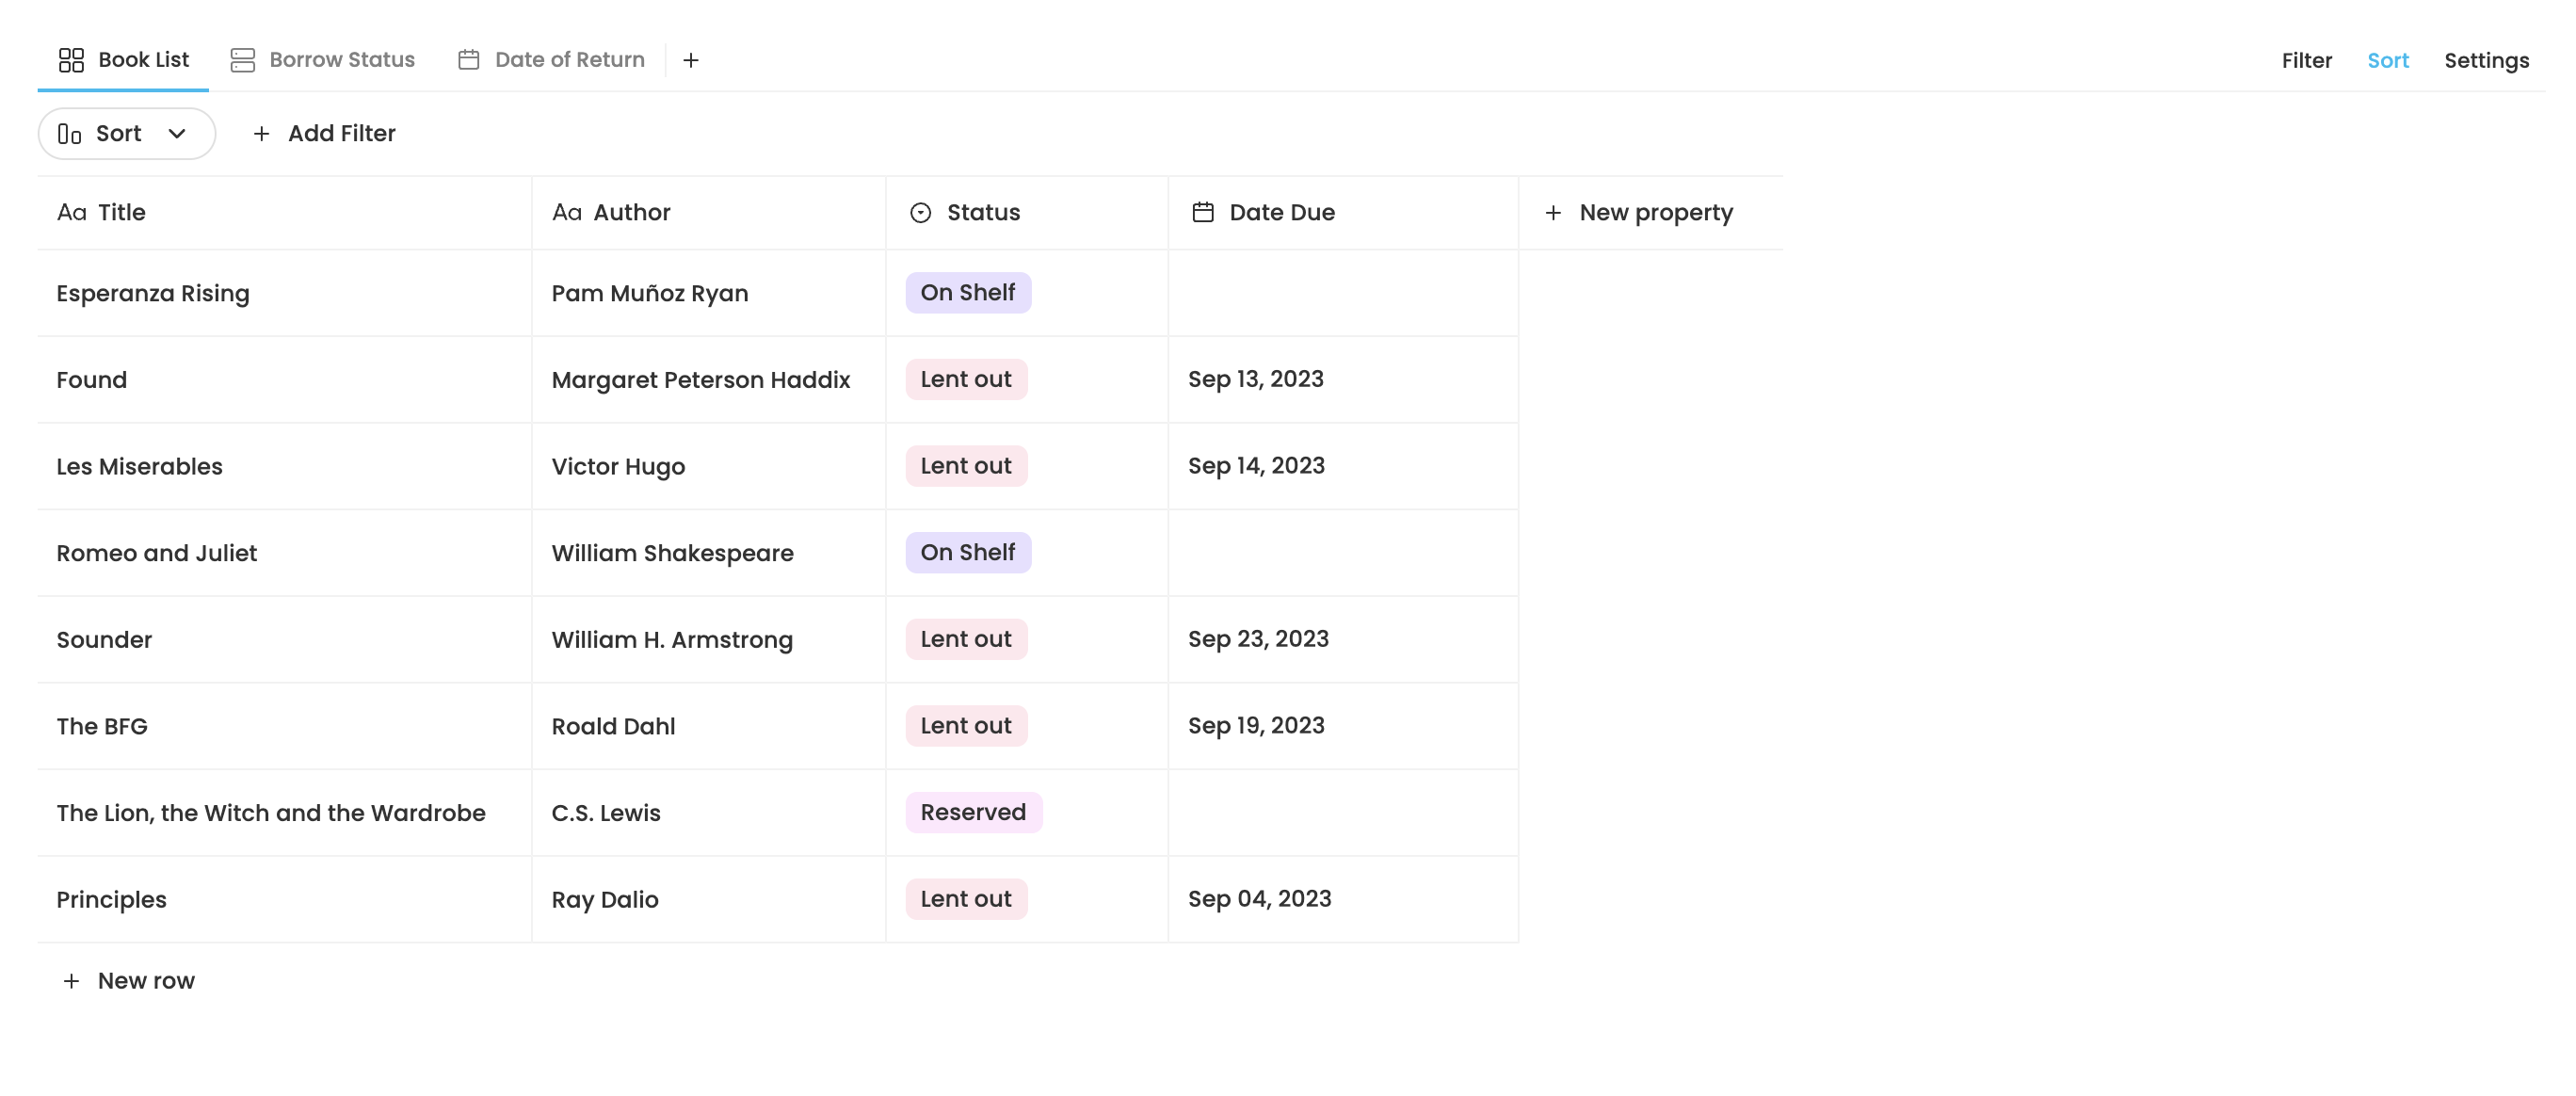 Book List Borrow Status Date of Return + Filter Sort Settings
Sort + Add Filter
Aa Title Aa Author Status Date Due + New property
Esperanza Rising Pam Muñoz Ryan On Shelf
Found Margaret Peterson Haddix Lent out Sep 13, 2023
Les Miserables Victor Hugo Lent out Sep 14, 2023
Romeo and Juliet William Shakespeare On Shelf
Sounder William H. Armstrong Lent out Sep 23, 2023
The BFG Roald Dahl Lent out Sep 19, 2023
The Lion, the Witch and the Wardrobe C.S. Lewis Reserved
Principles Ray Dalio Lent out Sep 04, 2023
+ New row